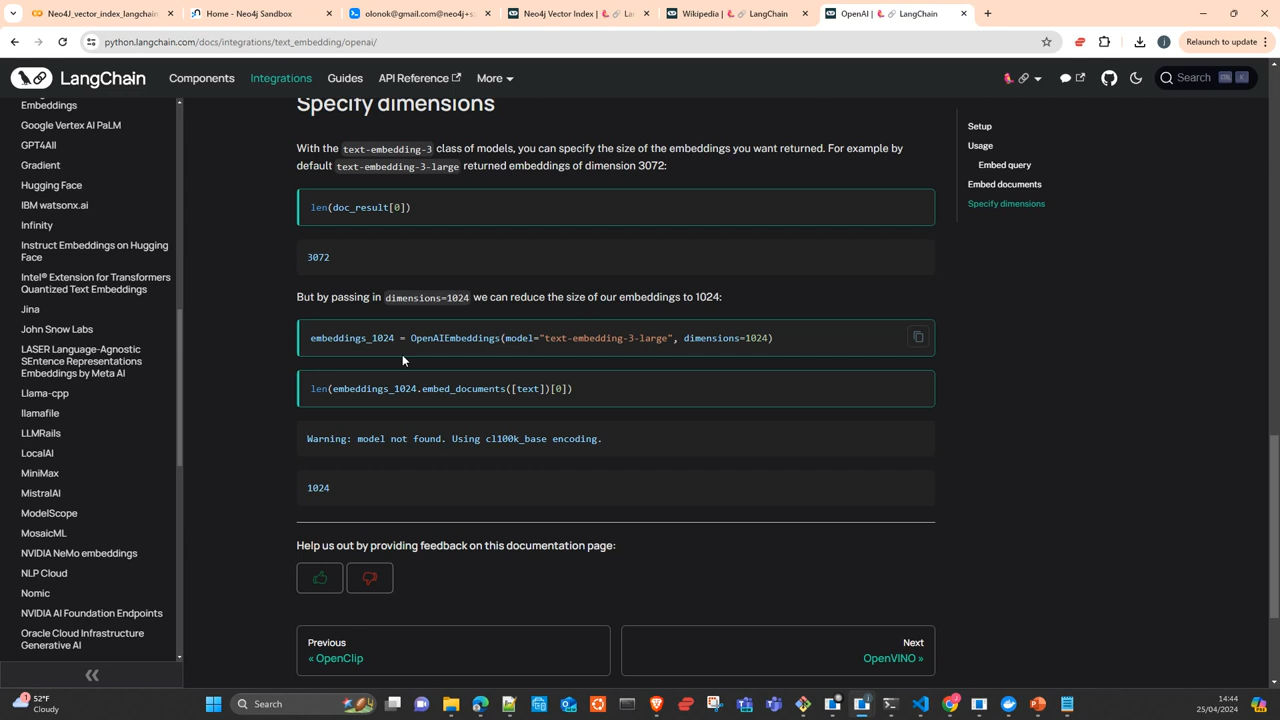 Neo4J_vector_index_langchain
Home - Neo4j Sandbox
olonok@gmail.com@neo4j+s:
Neo4j Vector Index | 🦜️🔗 La
Wikipedia | 🦜️🔗 LangChain
OpenAI | 🦜️🔗 LangChain
python.langchain.com/docs/integrations/text_embedding/openai/
Relaunch to update
LangChain
Components
Integrations
Guides
API Reference
More
Search
Embeddings
Google Vertex AI PaLM
GPT4All
Gradient
Hugging Face
IBM watsonx.ai
Infinity
Instruct Embeddings on Hugging
Face
Intel® Extension for Transformers
Quantized Text Embeddings
Jina
John Snow Labs
LASER Language-Agnostic
SEntence Representations
Embeddings by Meta AI
Llama-cpp
llamafile
LLMRails
LocalAI
MiniMax
MistralAI
ModelScope
MosaicML
NVIDIA NeMo embeddings
NLP Cloud
Nomic
NVIDIA AI Foundation Endpoints
Oracle Cloud Infrastructure
Generative AI
Specify dimensions
With the text-embedding-3 class of models, you can specify the size of the embeddings you want returned. For example by
default text-embedding-3-large returned embeddings of dimension 3072:
len(doc_result[0])
3072
But by passing in dimensions=1024 we can reduce the size of our embeddings to 1024:
embeddings_1024 = OpenAIEmbeddings(model="text-embedding-3-large", dimensions=1024)
len(embeddings_1024.embed_documents([text])[0])
Warning: model not found. Using cl100k_base encoding.
1024
Help us out by providing feedback on this documentation page:
Previous
« OpenClip
Next
OpenVINO »
Setup
Usage
Embed query
Embed documents
Specify dimensions
52°F
Cloudy
Search
14:44
25/04/2024